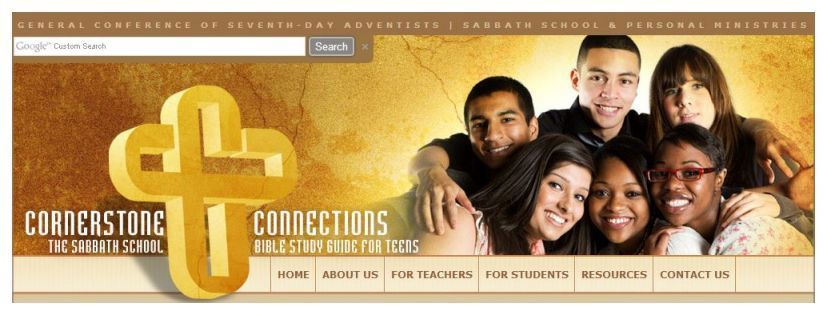 GENERAL CONFERENCE OF SEVENTH-DAY ADVENTISTS | SABBATH SCHOOL & PERSONAL MINISTRIES
Google™ Custom Search
Search ×
CORNERSTONE CONNECTIONS
THE SABBATH SCHOOL BIBLE STUDY GUIDE FOR TEENS
HOME ABOUT US FOR TEACHERS FOR STUDENTS RESOURCES CONTACT US